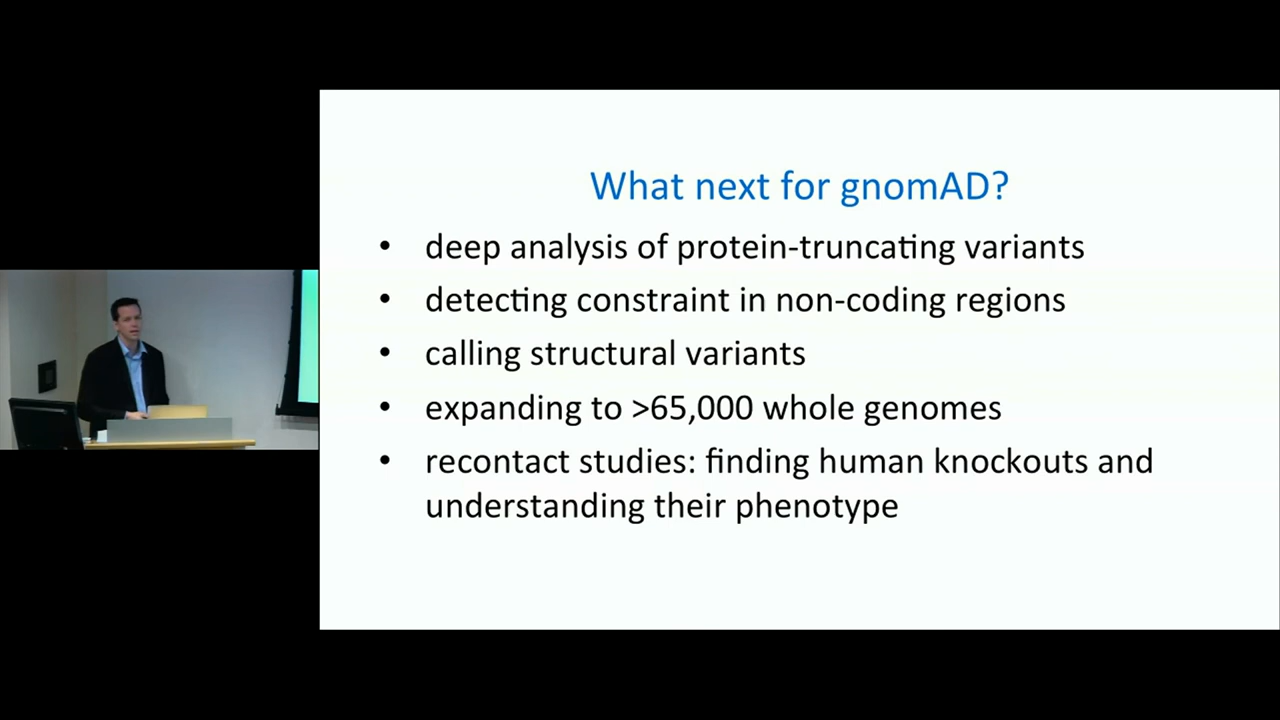 What next for gnomAD?
• deep analysis of protein-truncating variants
• detecting constraint in non-coding regions
• calling structural variants
• expanding to >65,000 whole genomes
• recontact studies: finding human knockouts and
understanding their phenotype